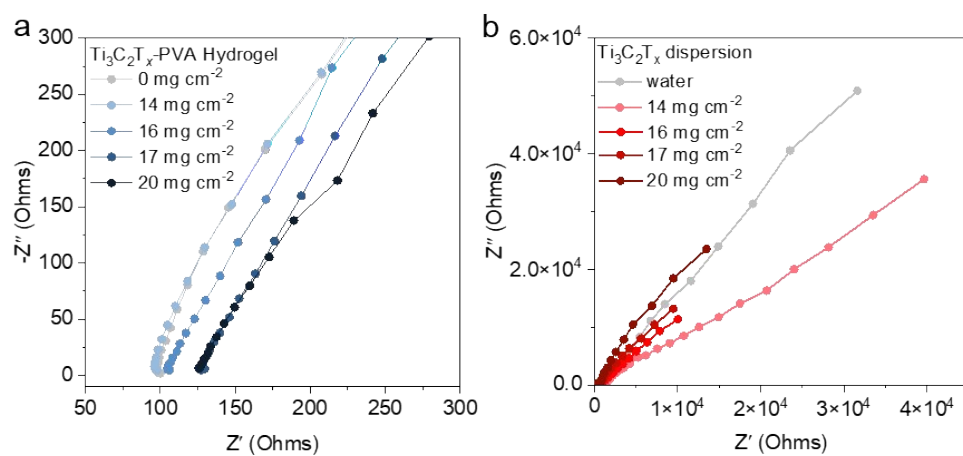 a
Ti₃C₂Tₓ-PVA Hydrogel
0 mg cm⁻²
14 mg cm⁻²
16 mg cm⁻²
17 mg cm⁻²
20 mg cm⁻²
300
250
200
150
100
50
0
-Z″ (Ohms)
50 100 150 200 250 300
Z′ (Ohms)
b
Ti₃C₂Tₓ dispersion
water
14 mg cm⁻²
16 mg cm⁻²
17 mg cm⁻²
20 mg cm⁻²
6.0×10⁴
4.0×10⁴
2.0×10⁴
0.0
Z″ (Ohms)
0 1×10⁴ 2×10⁴ 3×10⁴ 4×10⁴
Z′ (Ohms)